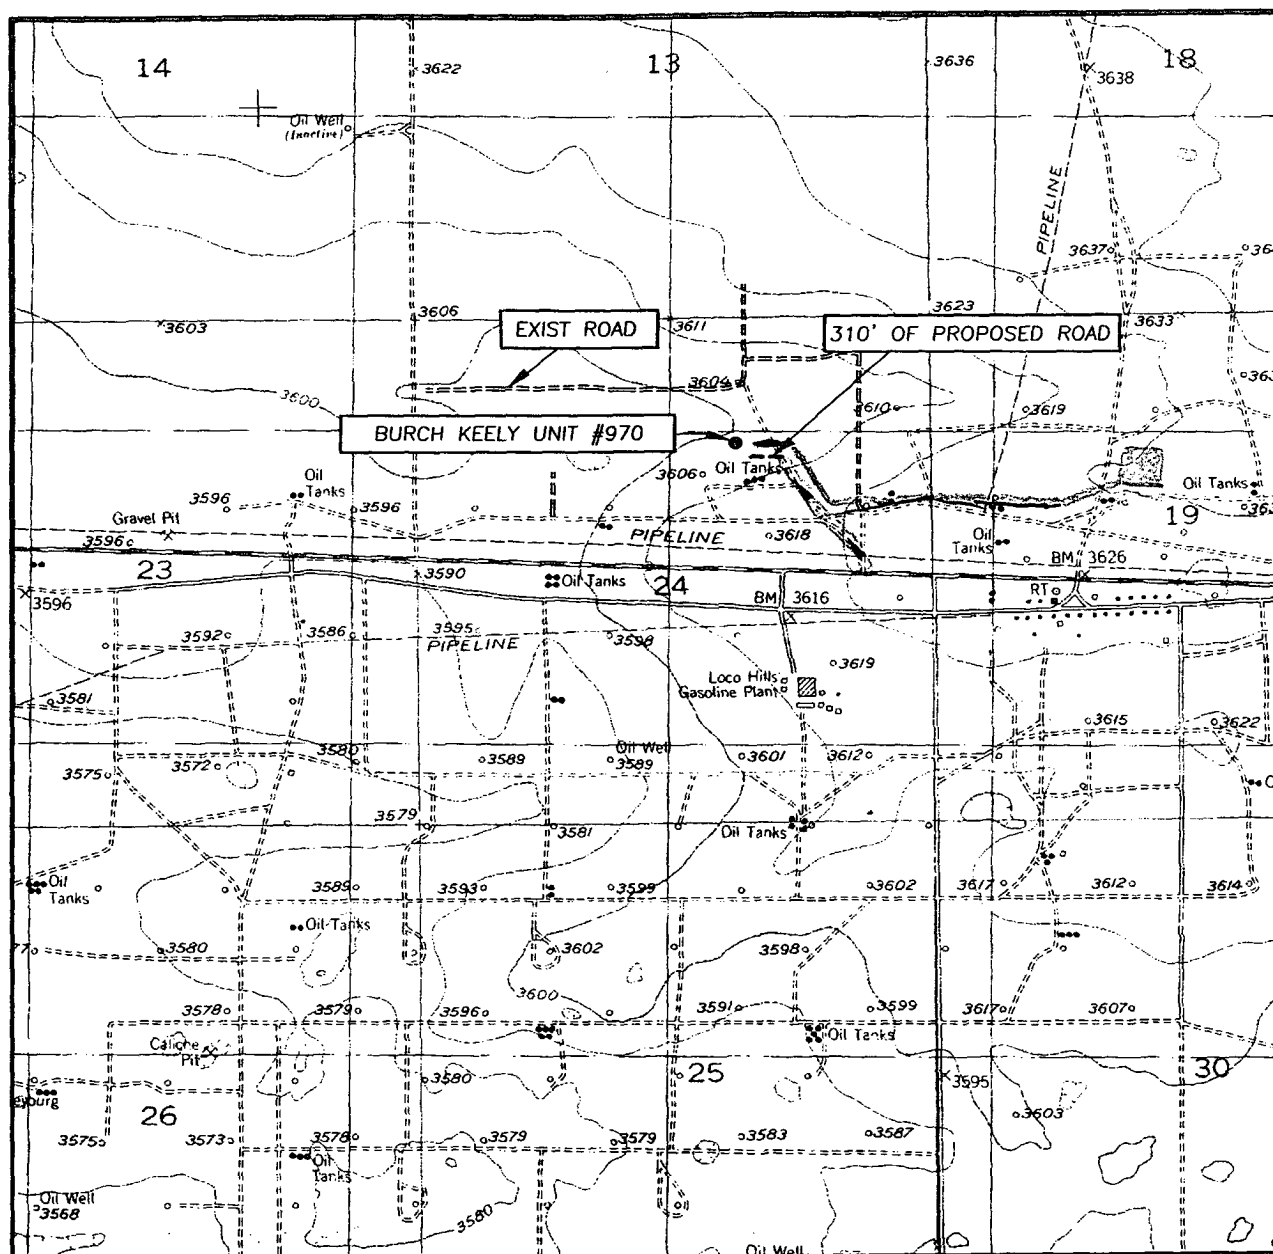 14
13
18
3622
3636
3638
Oil Well
(Inactive)
PIPELINE
3637
3603
3606
3611
3623
3633
EXIST ROAD
310' OF PROPOSED ROAD
3604
3600
3610
3619
BURCH KEELY UNIT #970
3606
Oil Tanks
Oil
Tanks
3596
3596
Oil Tanks
Gravel Pit
3596
PIPELINE
3618
Oil
Tanks
19
23
3590
Oil Tanks
24
BM 3626
3596
BM 3616
RT
3592
3586
3595
PIPELINE
3598
3619
Loco Hills
Gasoline Plant
3581
3615
3622
3580
3575
3572
3589
Oil Well
3589
3601
3612
3579
3581
Oil Tanks
Oil
Tanks
3589
3593
3599
3602
3617
3612
3614
Oil Tanks
3580
3602
3598
3600
3578
3579
3596
3591
3599
3617
3607
Caliche
Pit
Oil Tanks
25
30
3580
3595
26
3603
3575
3573
3578
3579
3579
3583
3587
Oil
Tanks
Oil Well
3568
3580
Oil Well